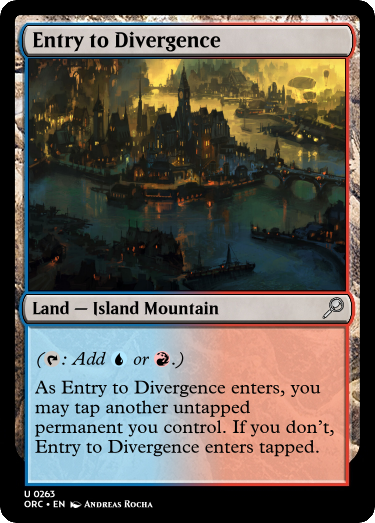 Entry to Divergence
Land — Island Mountain
(: Add or .)
As Entry to Divergence enters, you
may tap another untapped
permanent you control. If you don't,
Entry to Divergence enters tapped.
U 0263
ORC • EN Andreas Rocha